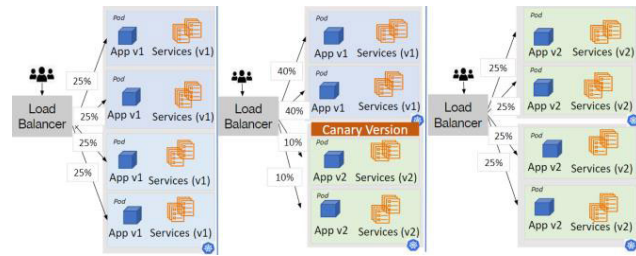 Pod
App v1 Services (v1)
25%
Pod
App v1 Services (v1)
Load
Balancer
25%
25%
Pod
App v1 Services (v1)
25%
Pod
App v1 Services (v1)
Pod
App v1 Services (v1)
40%
Pod
App v1 Services (v1)
Load
Balancer
40%
Canary Version
10%
Pod
App v2 Services (v2)
10%
Pod
App v2 Services (v2)
Pod
App v2 Services (v2)
25%
Pod
App v2 Services (v2)
Load
Balancer
25%
25%
Pod
App v2 Services (v2)
25%
Pod
App v2 Services (v2)